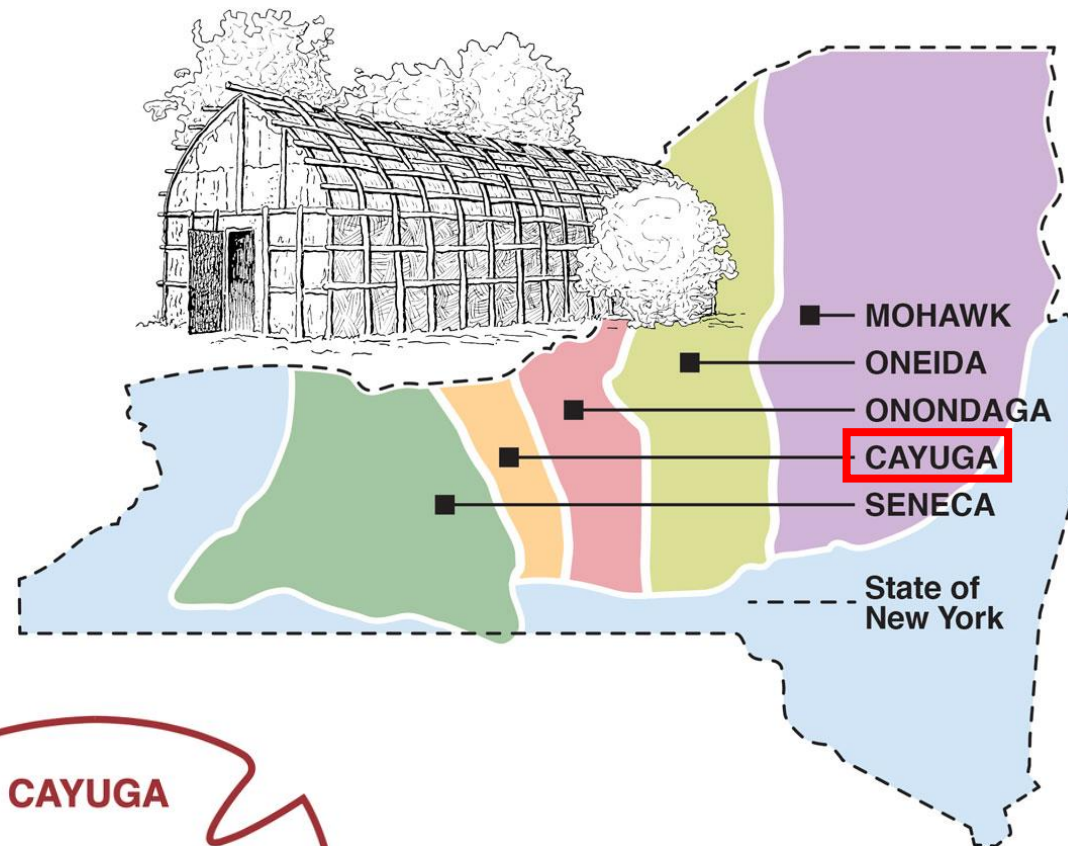 MOHAWK
ONEIDA
ONONDAGA
CAYUGA
SENECA
State of
New York
CAYUGA